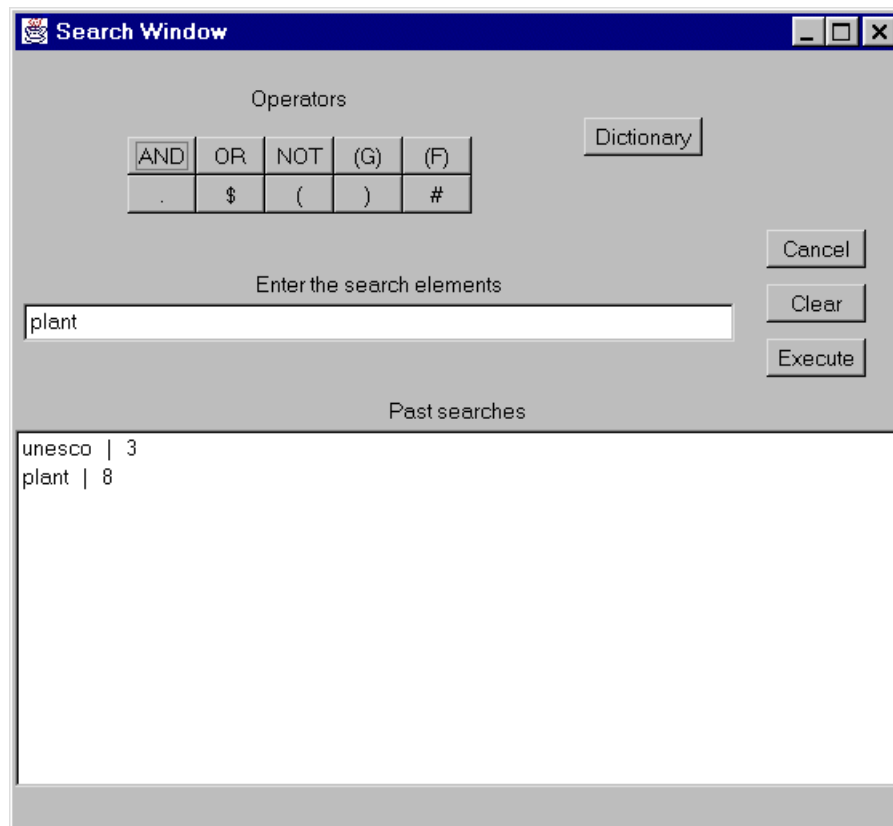 Search Window
Operators
AND OR NOT (G) (F)
. $ ( ) #
Dictionary
Cancel
Enter the search elements
Clear
plant
Execute
Past searches
unesco | 3
plant | 8